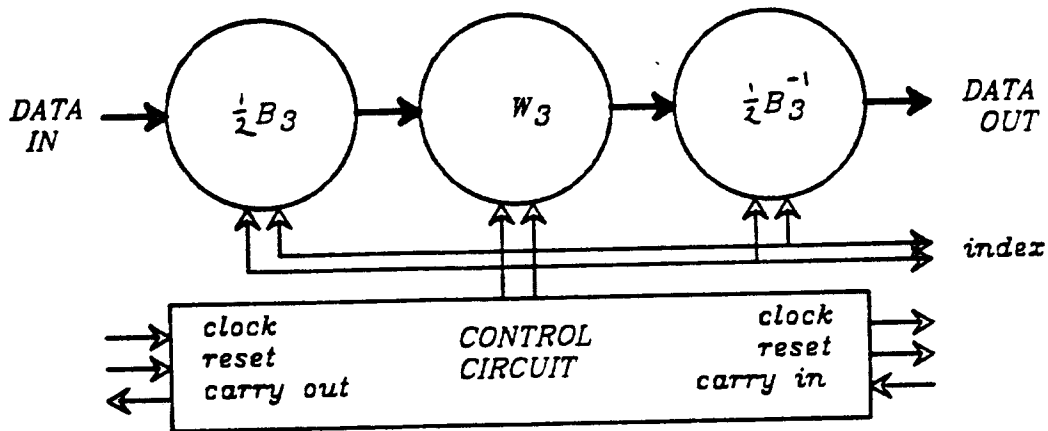 DATA IN
½B₃
W₃
½B₃⁻¹
DATA OUT
index
clock
reset
carry out
CONTROL
CIRCUIT
clock
reset
carry in